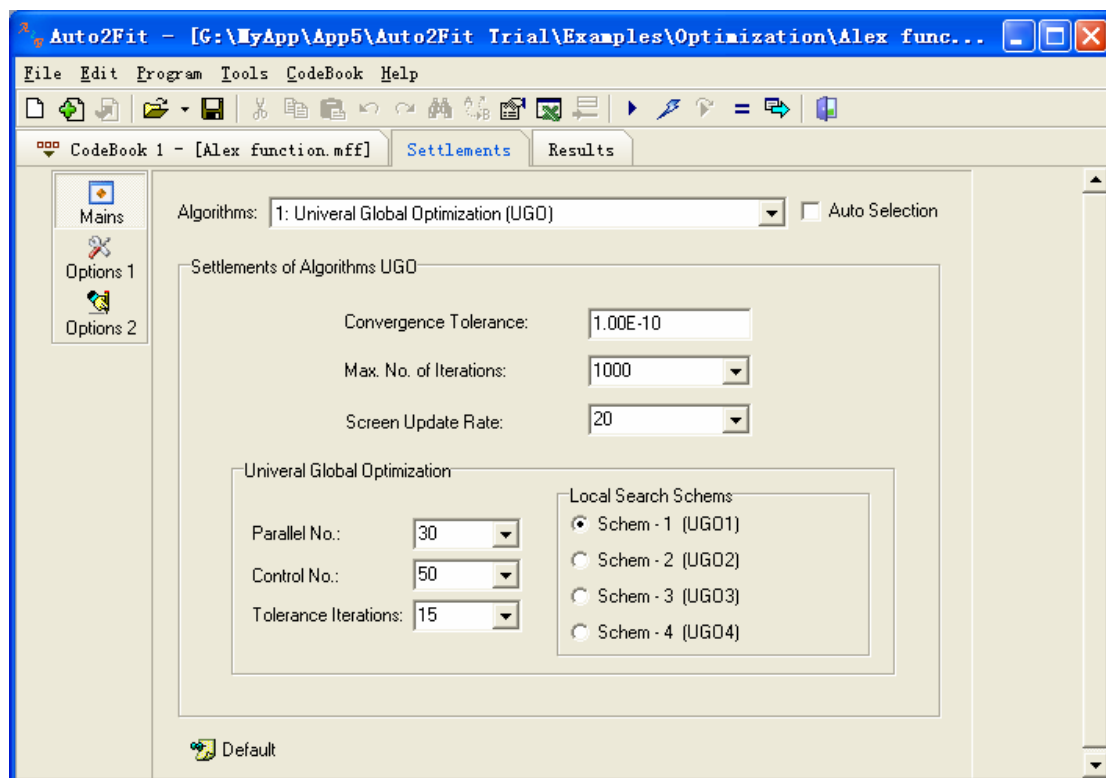 Auto2Fit - [G:\MyApp\App5\Auto2Fit Trial\Examples\Optimization\Alex func...
File Edit Program Tools CodeBook Help
CodeBook 1 - [Alex function.mff] Settlements Results
Mains
Options 1
Options 2
Algorithms: 1: Univeral Global Optimization (UGO) Auto Selection
Settlements of Algorithms UGO
Convergence Tolerance: 1.00E-10
Max. No. of Iterations: 1000
Screen Update Rate: 20
Univeral Global Optimization
Parallel No.: 30
Control No.: 50
Tolerance Iterations: 15
Local Search Schems
Schem - 1 (UGO1)
Schem - 2 (UGO2)
Schem - 3 (UGO3)
Schem - 4 (UGO4)
Default